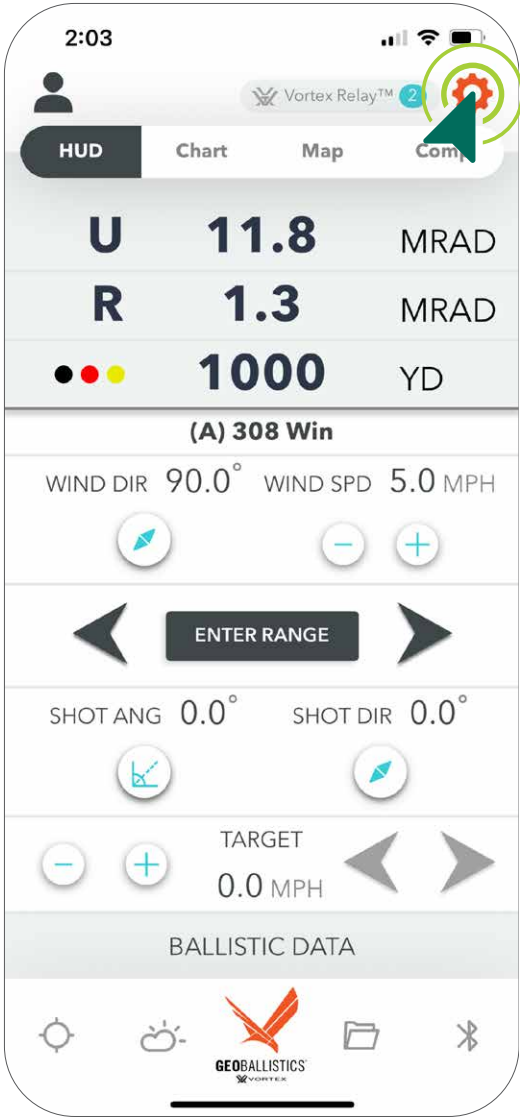 2:03
Vortex Relay™ 2
HUD Chart Map
U 11.8 MRAD
R 1.3 MRAD
1000 YD
(A) 308 Win
WIND DIR 90.0° WIND SPD 5.0 MPH
ENTER RANGE
SHOT ANG 0.0° SHOT DIR 0.0°
TARGET
0.0 MPH
BALLISTIC DATA
GEOBALLISTICS
VORTEX